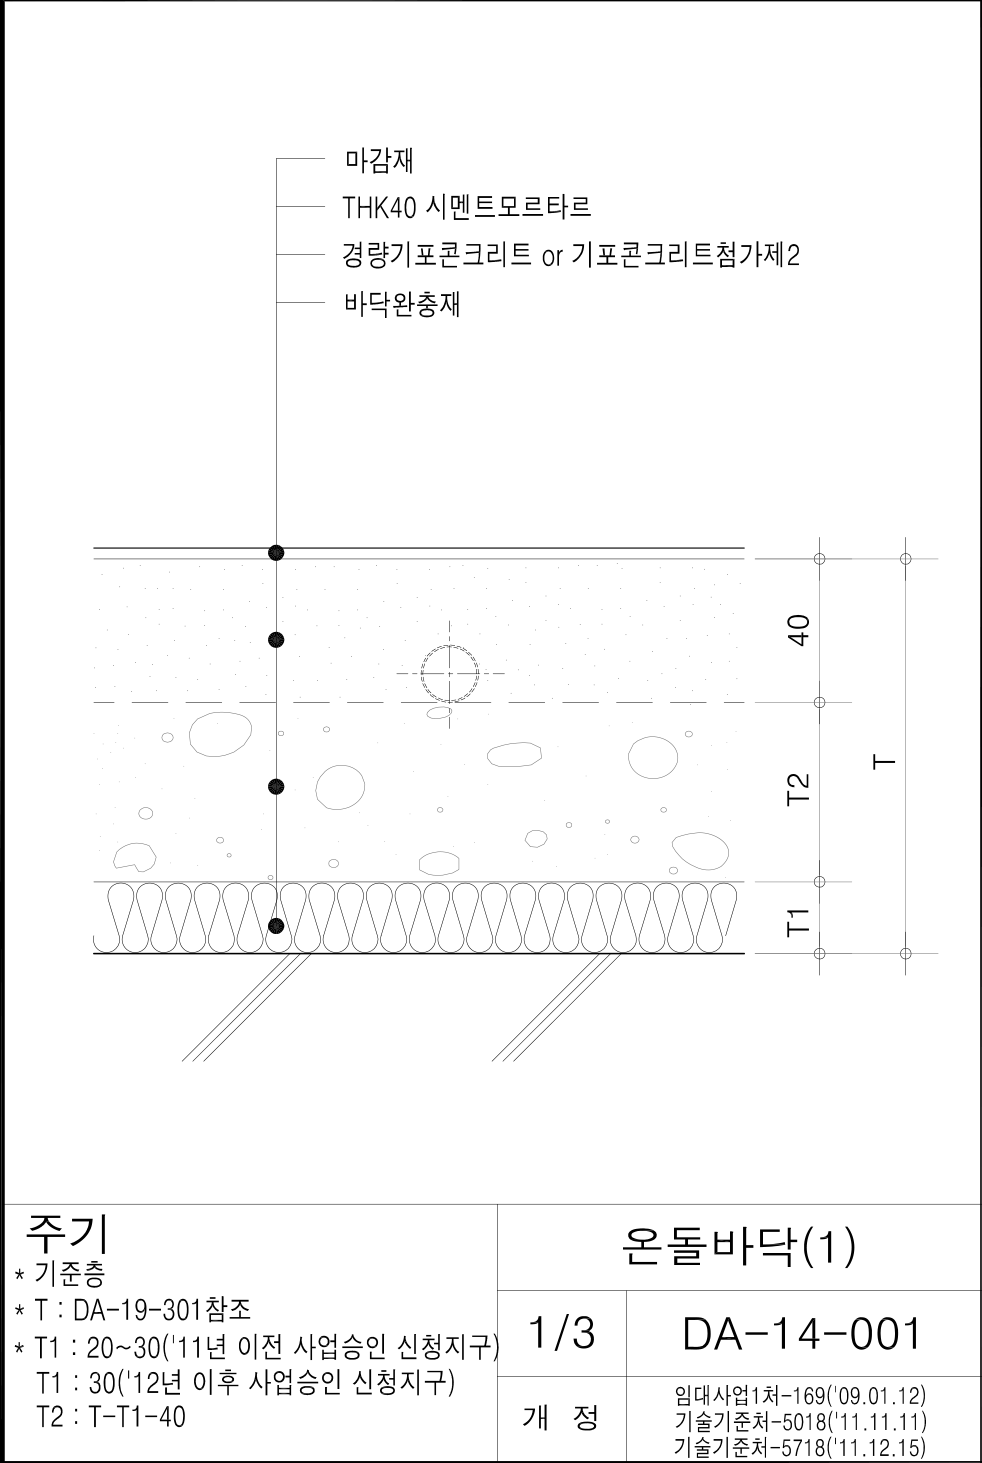 마감재
THK40 시멘트모르타르
경량기포콘크리트 or 기포콘크리트첨가제2
바닥완충재
40
T2
T
T1
주기
* 기준층
* T : DA-19-301참조
* T1 : 20~30('11년 이전 사업승인 신청지구)
T1 : 30('12년 이후 사업승인 신청지구)
T2 : T-T1-40
온돌바닥(1)
1/3
DA-14-001
개 정
임대사업1처-169('09.01.12)
기술기준처-5018('11.11.11)
기술기준처-5718('11.12.15)